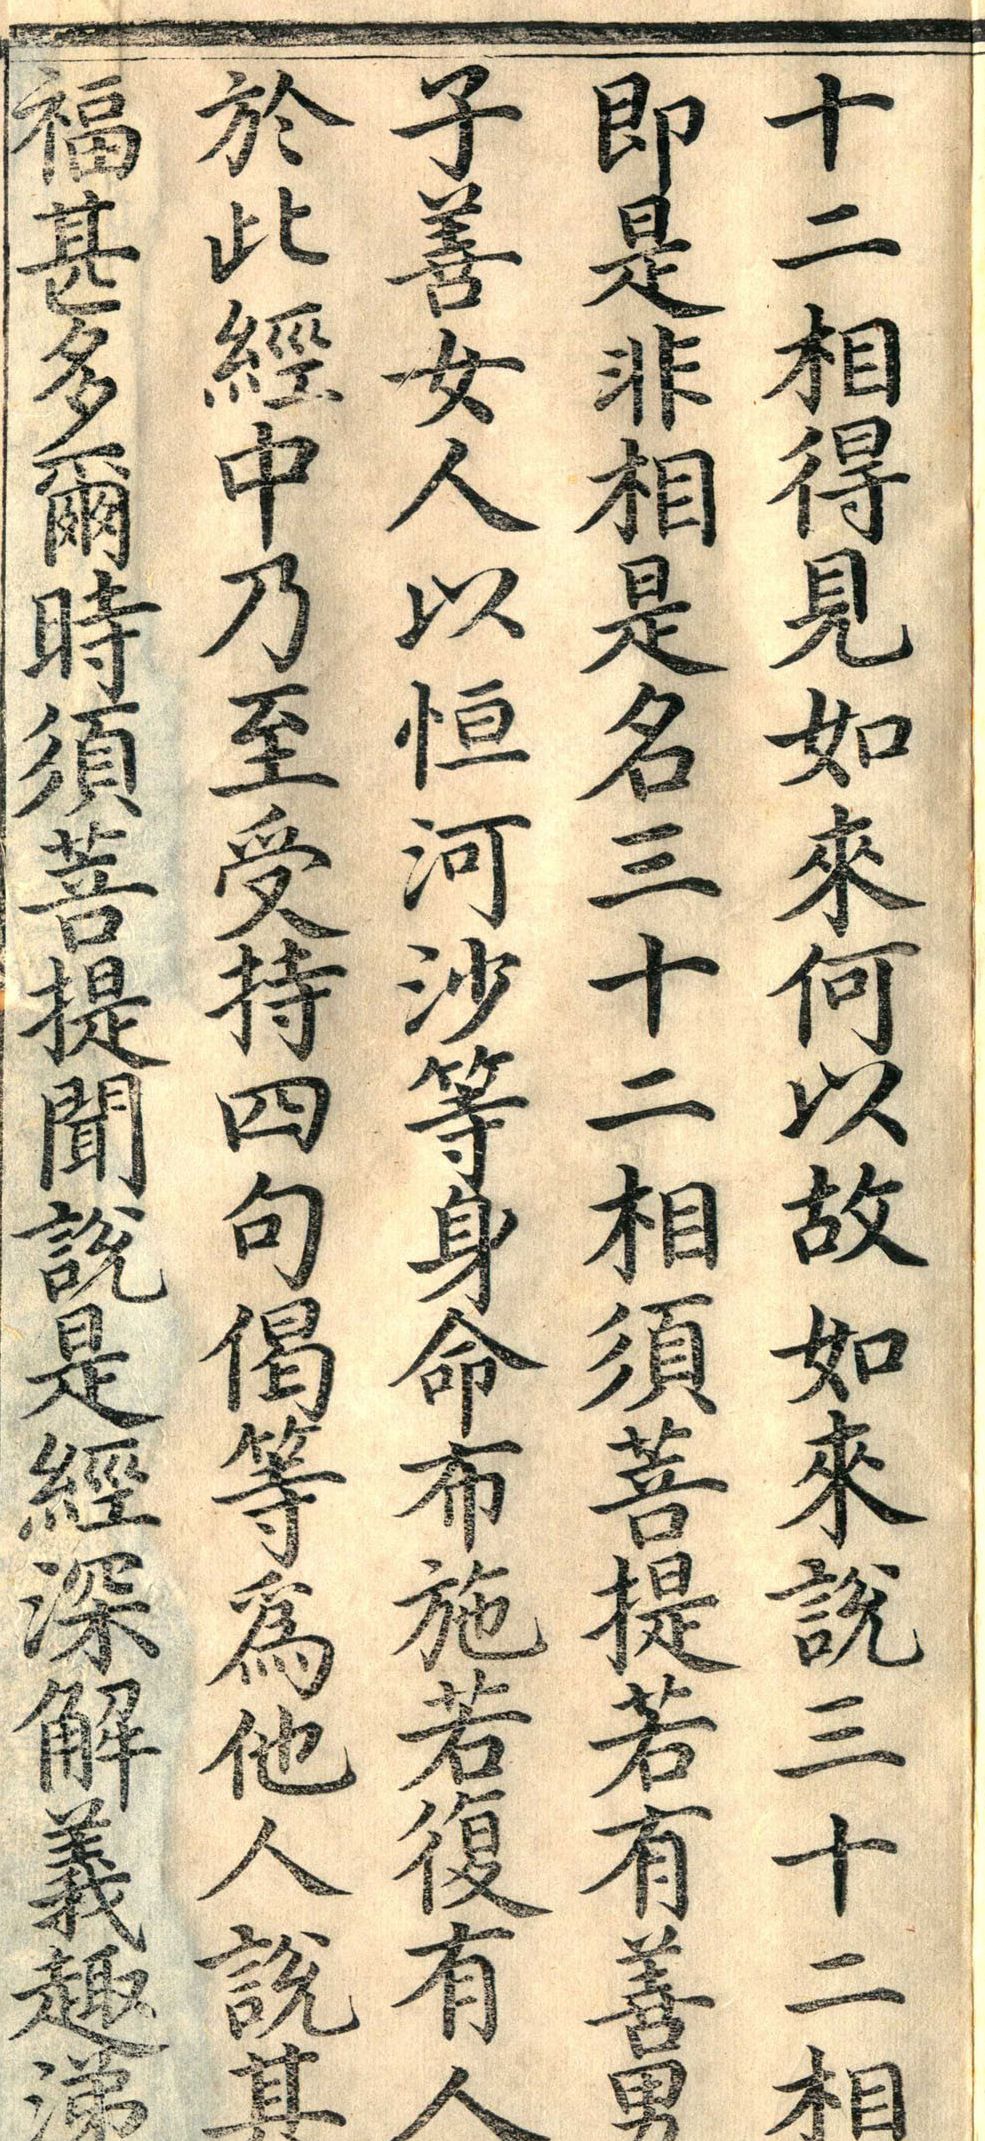 十二相得見如來何以故如來說三十二相
即是非相是名三十二相須菩提若有善男
子善女人以恒河沙等身命布施若復有人
於此經中乃至受持四句偈等為他人說其
福甚多爾時須菩提聞說是經深解義趣涕